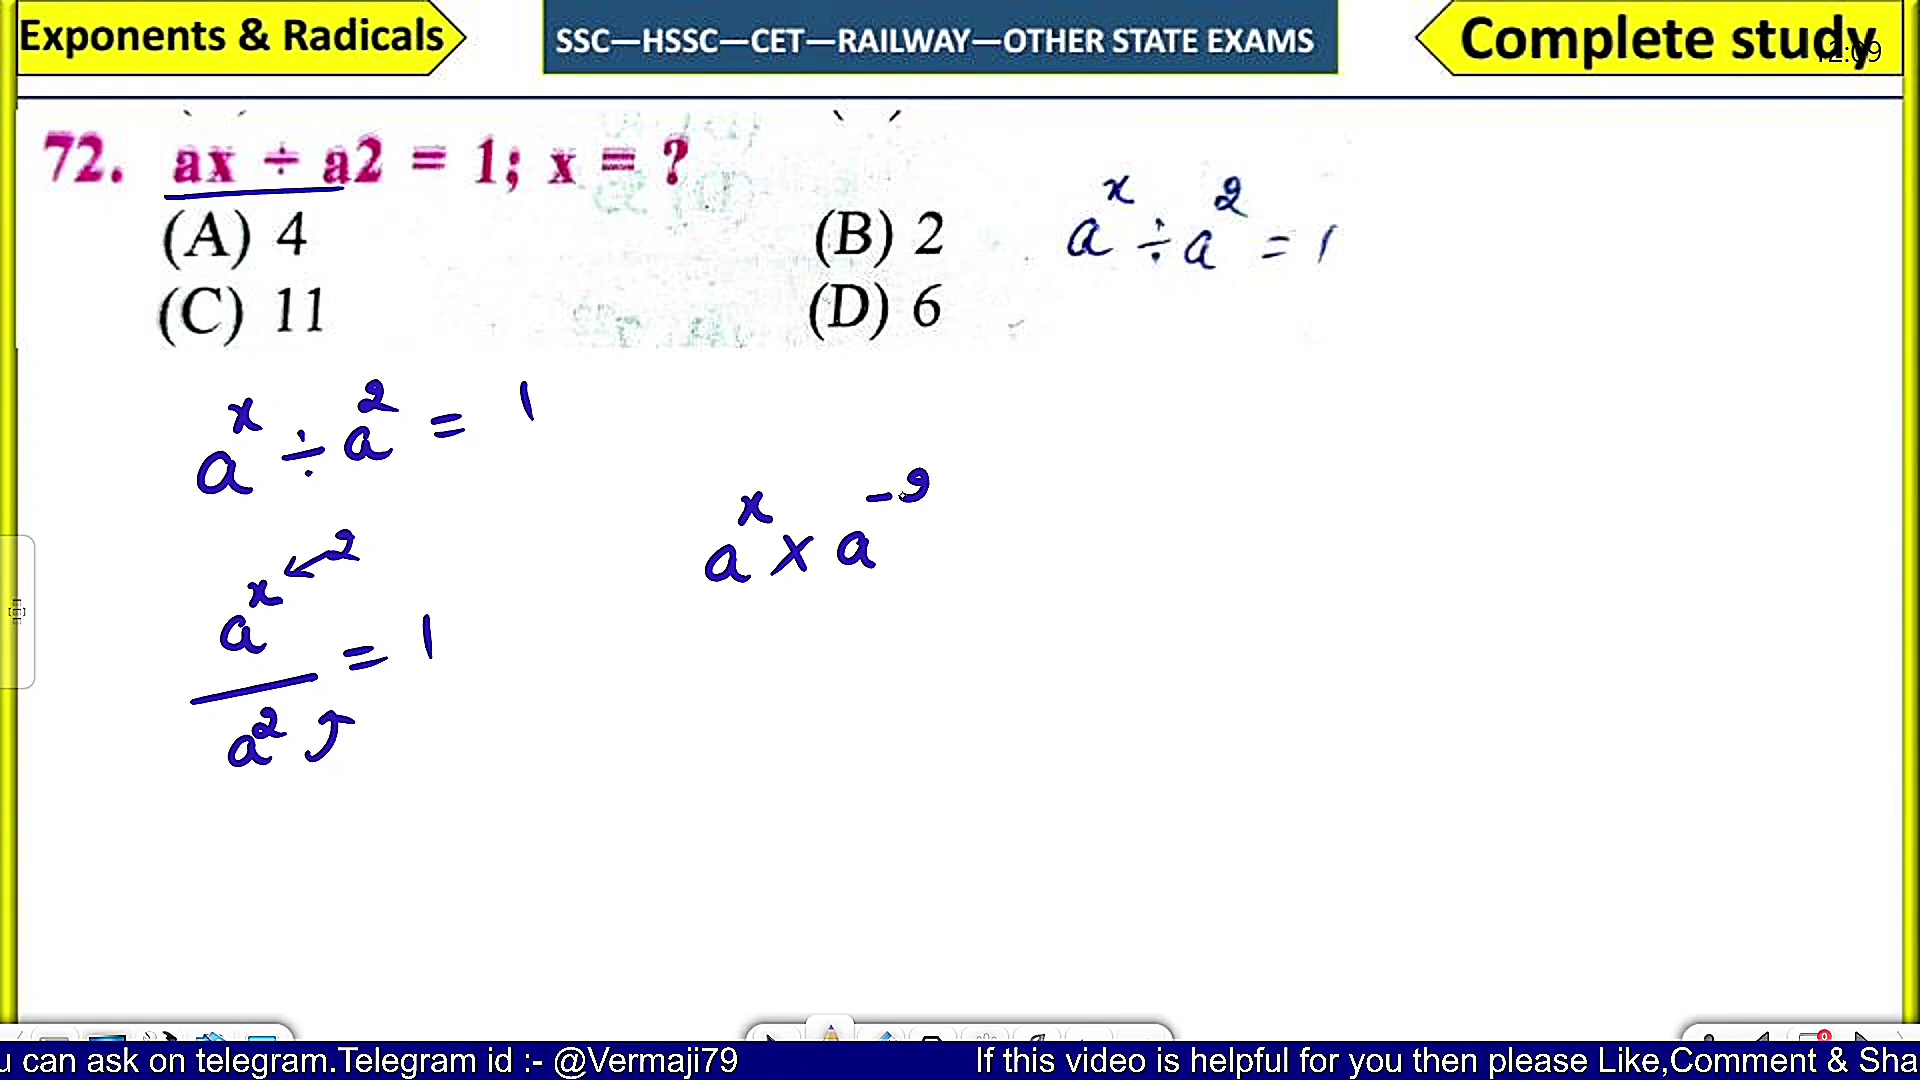 Exponents & Radicals
SSC—HSSC—CET—RAILWAY—OTHER STATE EXAMS
Complete study
12:09
72. ax ÷ a2 = 1; x = ?
(A) 4
(B) 2
(C) 11
(D) 6
a^x ÷ a^2 = 1
a^x ÷ a^2 = 1
a^x × a^-2
a^x ← 2
a^2
= 1
u can ask on telegram.Telegram id :- @Vermaji79
If this video is helpful for you then please Like,Comment & Sha